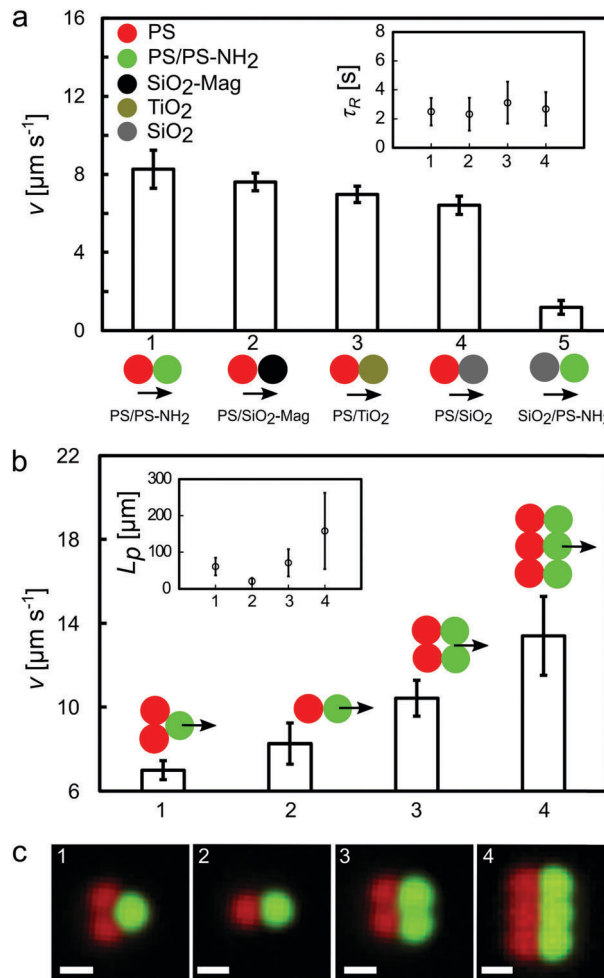 a
PS
PS/PS-NH₂
SiO₂-Mag
TiO₂
SiO₂
v [µm s⁻¹]
16
12
8
4
0
τR [s]
8
6
4
2
0
1 2 3 4
1 2 3 4 5
PS/PS-NH₂ PS/SiO₂-Mag PS/TiO₂ PS/SiO₂ SiO₂/PS-NH₂
b
v [µm s⁻¹]
22
18
14
10
6
Lp [µm]
300
200
100
0
1 2 3 4
1 2 3 4
c
1 2 3 4